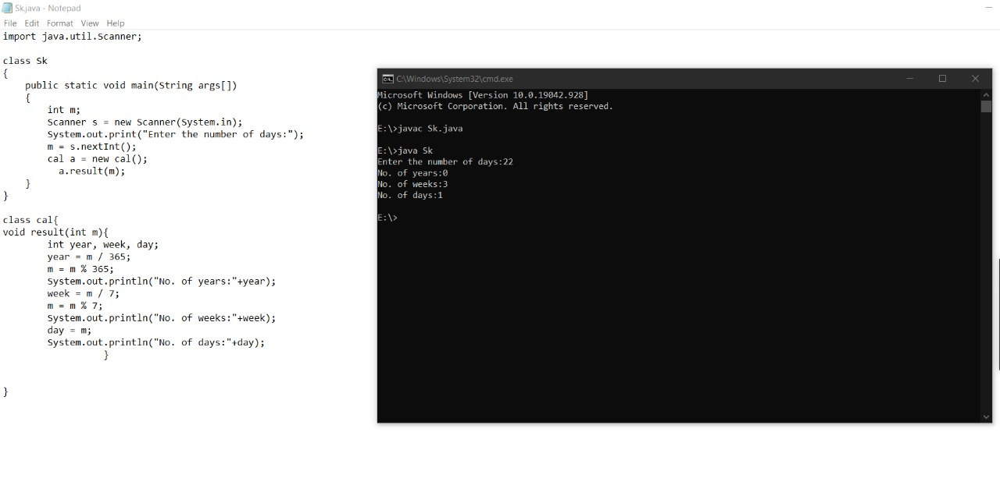 Sk.java - Notepad
File Edit Format View Help
import java.util.Scanner;
class Sk
{
public static void main(String args[])
{
int m;
Scanner s = new Scanner(System.in);
System.out.print("Enter the number of days:");
m = s.nextInt();
cal a = new cal();
a.result(m);
}
}
class cal{
void result(int m){
int year, week, day;
year = m / 365;
m = m % 365;
System.out.println("No. of years:"+year);
week = m / 7;
m = m % 7;
System.out.println("No. of weeks:"+week);
day = m;
System.out.println("No. of days:"+day);
}
}
C:\Windows\System32\cmd.exe
Microsoft Windows [Version 10.0.19042.928]
(c) Microsoft Corporation. All rights reserved.
E:\>javac Sk.java
E:\>java Sk
Enter the number of days:22
No. of years:0
No. of weeks:3
No. of days:1
E:\>